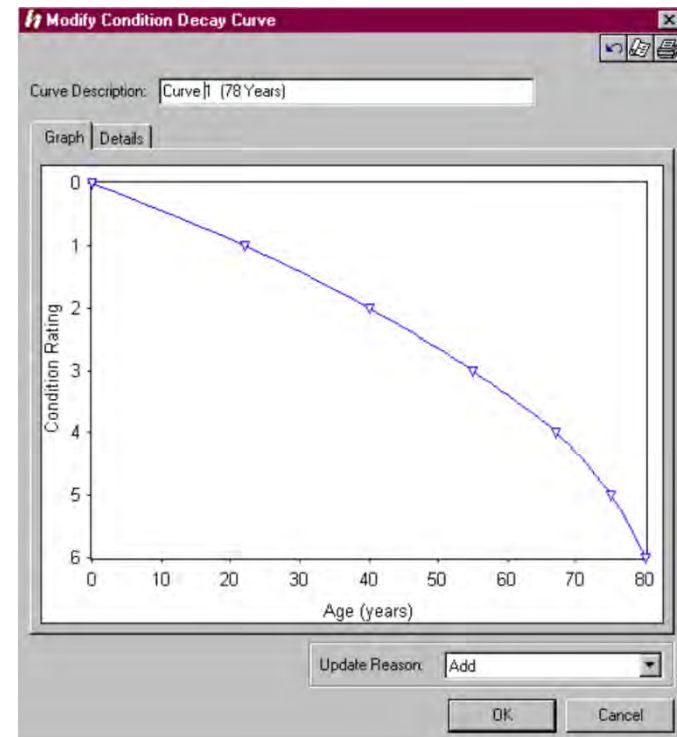 Modify Condition Decay Curve
Curve Description: Curve 1 (78 Years)
Graph Details
0
1
2
3
4
5
6
Condition Rating
0 10 20 30 40 50 60 70 80
Age (years)
Update Reason: Add
OK Cancel